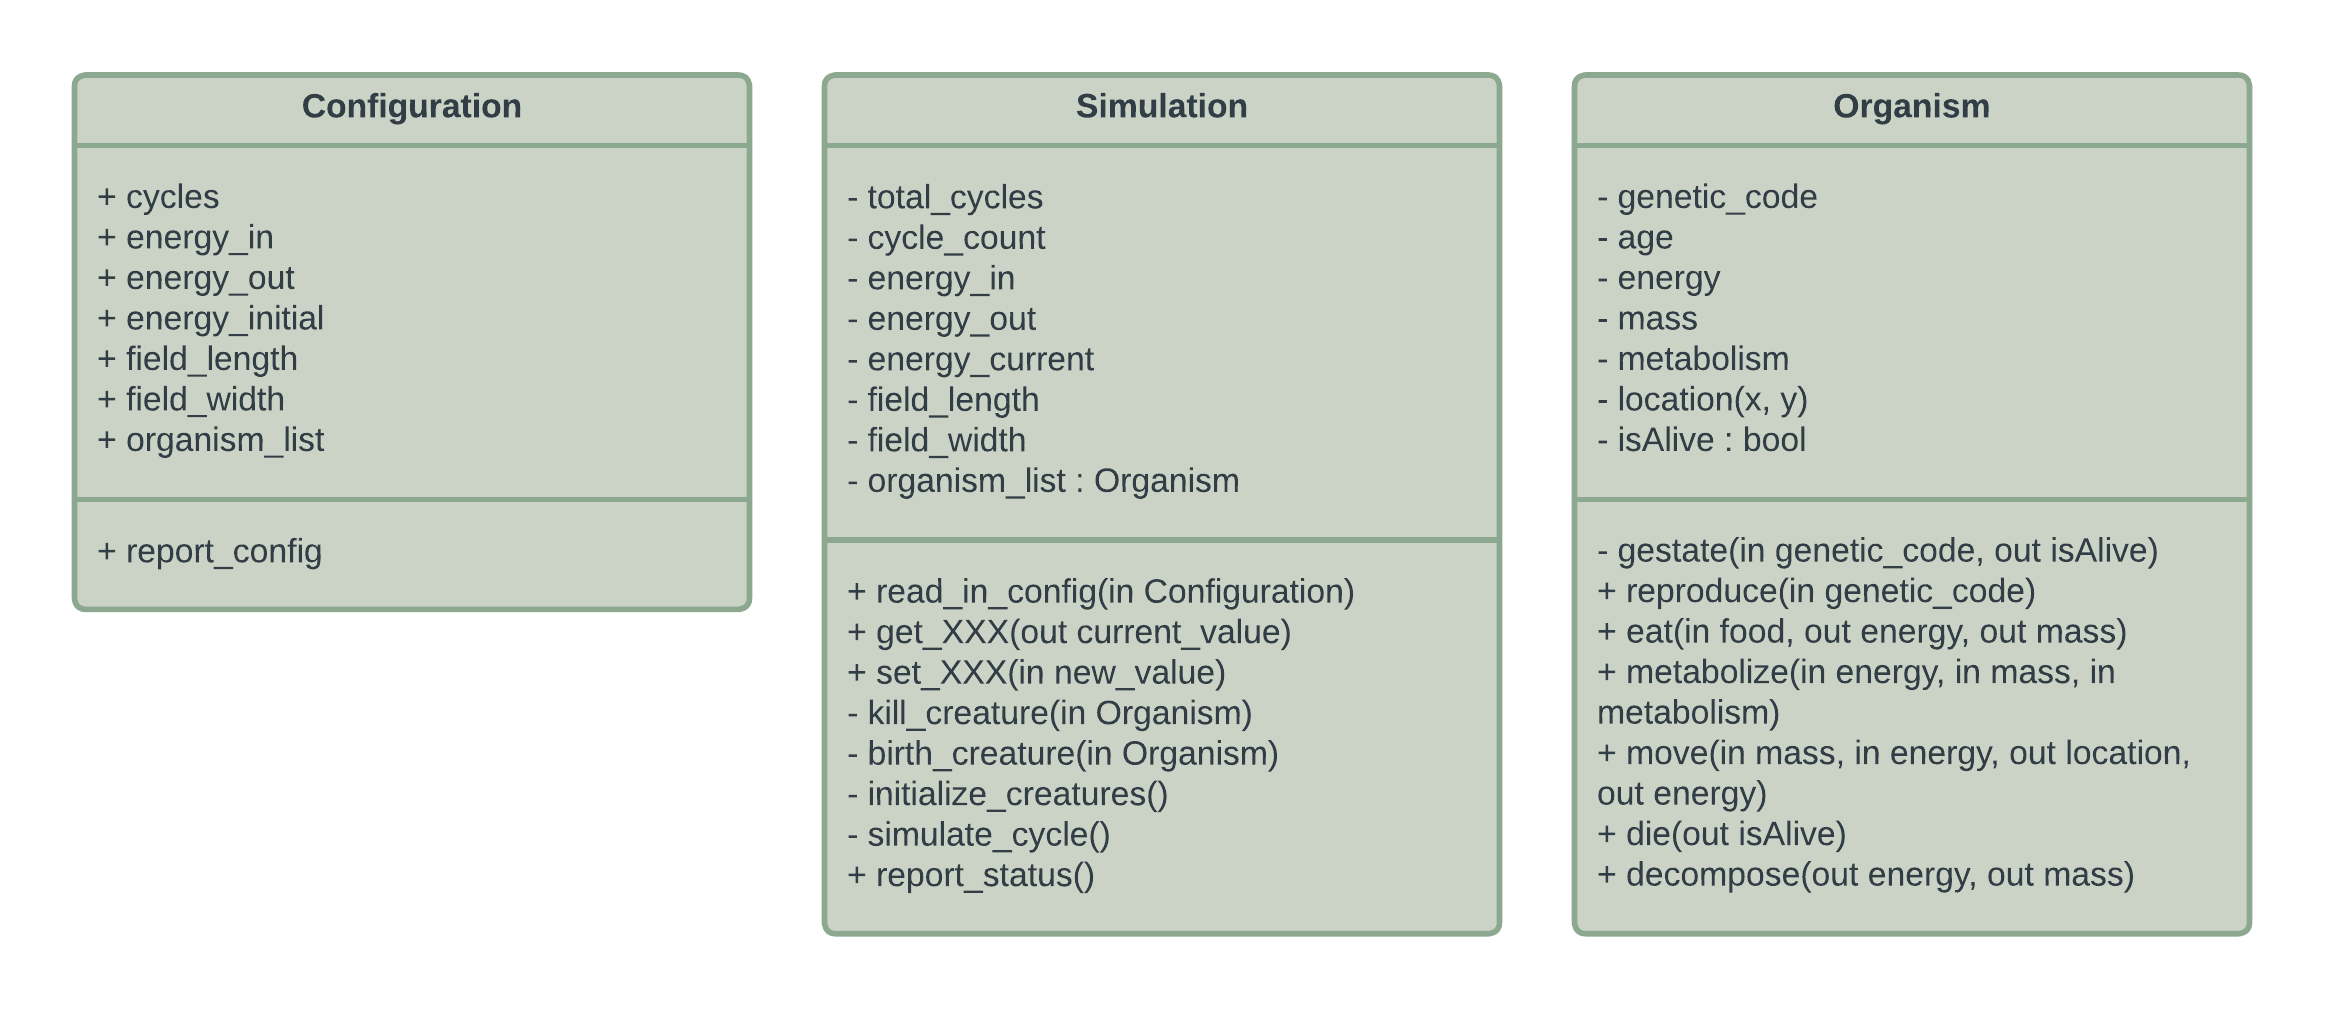 Configuration
+ cycles
+ energy_in
+ energy_out
+ energy_initial
+ field_length
+ field_width
+ organism_list
+ report_config
Simulation
- total_cycles
- cycle_count
- energy_in
- energy_out
- energy_current
- field_length
- field_width
- organism_list : Organism
+ read_in_config(in Configuration)
+ get_XXX(out current_value)
+ set_XXX(in new_value)
- kill_creature(in Organism)
- birth_creature(in Organism)
- initialize_creatures()
- simulate_cycle()
+ report_status()
Organism
- genetic_code
- age
- energy
- mass
- metabolism
- location(x, y)
- isAlive : bool
- gestate(in genetic_code, out isAlive)
+ reproduce(in genetic_code)
+ eat(in food, out energy, out mass)
+ metabolize(in energy, in mass, in
metabolism)
+ move(in mass, in energy, out location,
out energy)
+ die(out isAlive)
+ decompose(out energy, out mass)